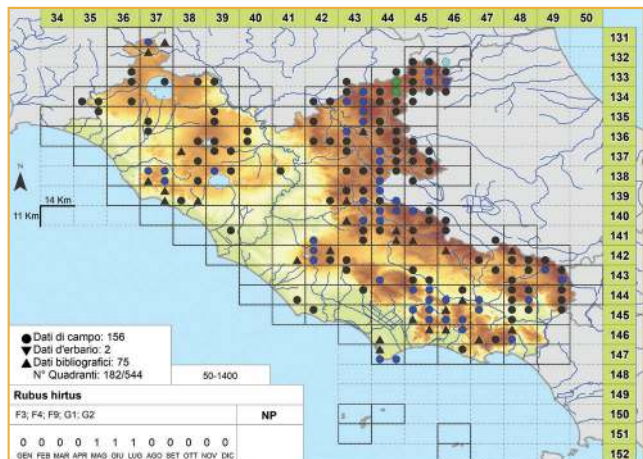 34 35 36 37 38 39 40 41 42 43 44 45 46 47 48 49 50
131
132
133
134
135
136
137
138
139
140
141
142
143
144
145
146
147
148
149
150
151
152
N
14 Km
11 Km
Dati di campo: 156
Dati d'erbario: 2
Dati bibliografici: 75
N° Quadranti: 182/544
50-1400
Rubus hirtus
F3; F4; F9; G1; G2
NP
0 0 0 0 1 1 1 0 0 0 0 0
GEN FEB MAR APR MAG GIU LUG AGO SET OTT NOV DIC